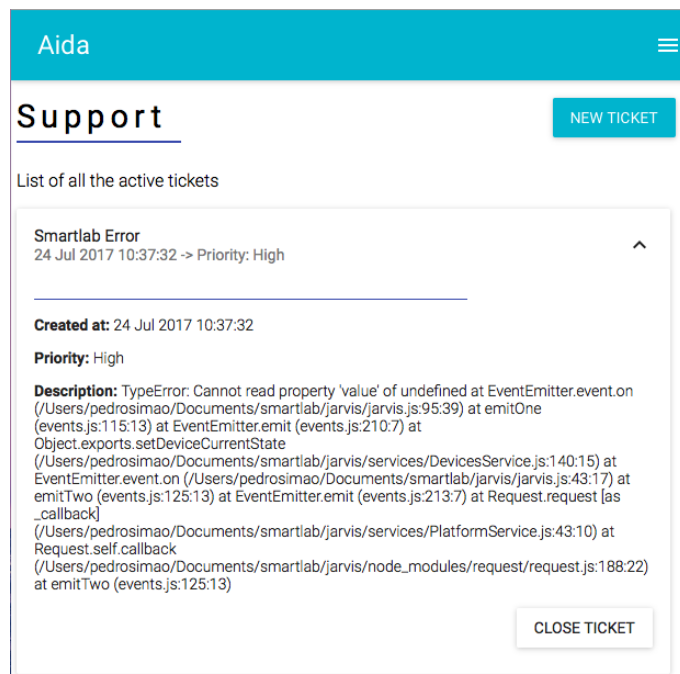 Aida
Support
NEW TICKET
List of all the active tickets
Smartlab Error
24 Jul 2017 10:37:32 -> Priority: High
Created at: 24 Jul 2017 10:37:32
Priority: High
Description: TypeError: Cannot read property 'value' of undefined at EventEmitter.event.on
(/Users/pedrosimao/Documents/smartlab/jarvis/jarvis.js:95:39) at emitOne
(events.js:115:13) at EventEmitter.emit (events.js:210:7) at
Object.exports.setDeviceCurrentState
(/Users/pedrosimao/Documents/smartlab/jarvis/services/DevicesService.js:140:15) at
EventEmitter.event.on (/Users/pedrosimao/Documents/smartlab/jarvis/jarvis.js:43:17) at
emitTwo (events.js:125:13) at EventEmitter.emit (events.js:213:7) at Request.request [as
_callback]
(/Users/pedrosimao/Documents/smartlab/jarvis/services/PlatformService.js:43:10) at
Request.self.callback
(/Users/pedrosimao/Documents/smartlab/jarvis/node_modules/request/request.js:188:22)
at emitTwo (events.js:125:13)
CLOSE TICKET